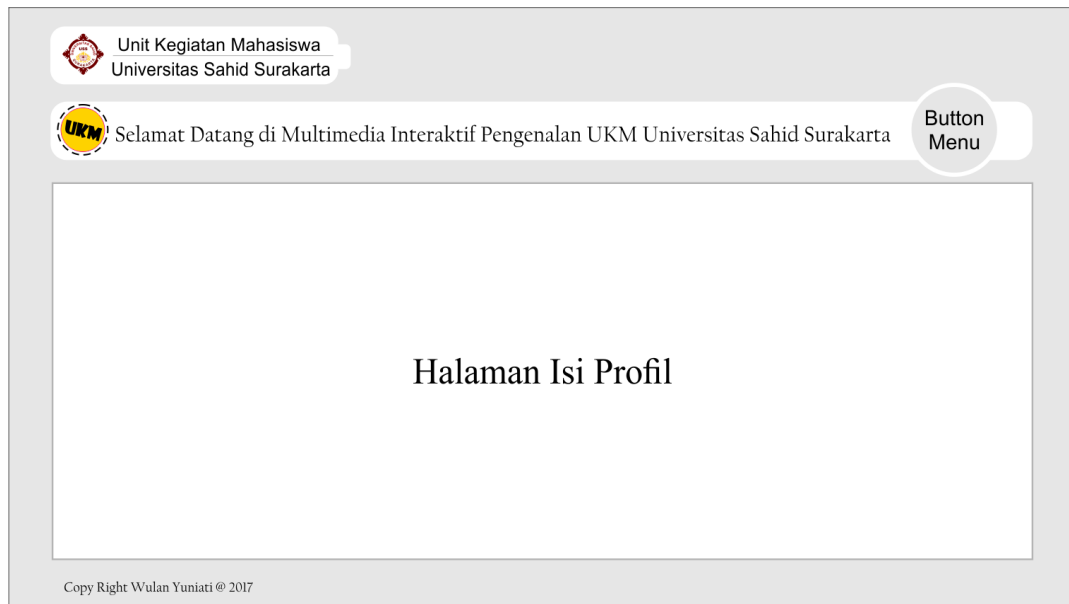 Unit Kegiatan Mahasiswa
Universitas Sahid Surakarta
UKM
Selamat Datang di Multimedia Interaktif Pengenalan UKM Universitas Sahid Surakarta
Button
Menu
Halaman Isi Profil
Copy Right Wulan Yuniati @ 2017